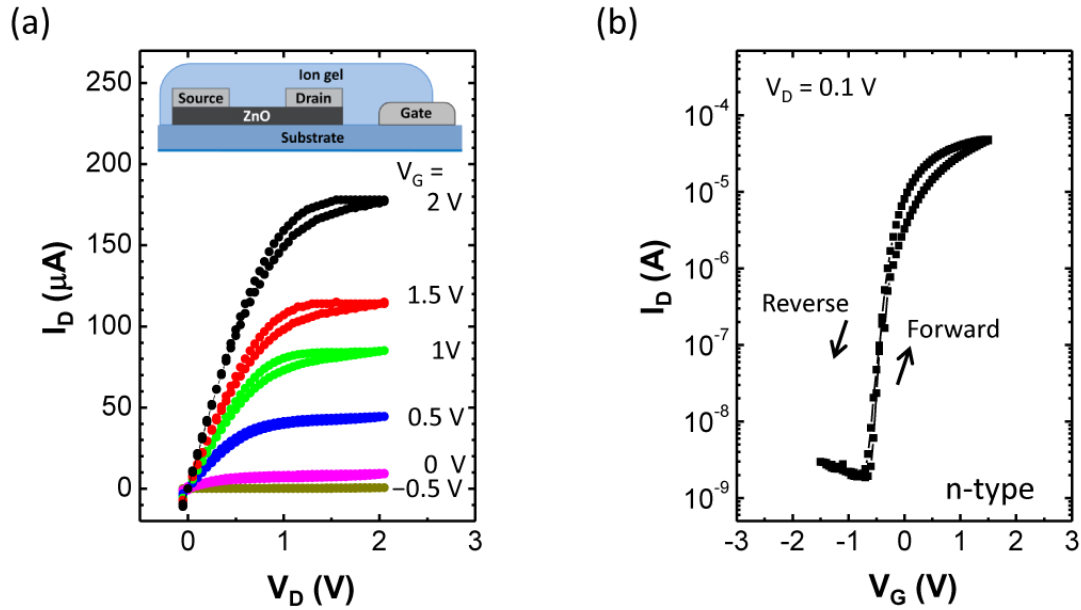 (a)
250
200
150
100
50
0
I_D (μA)
Ion gel
Source
Drain
ZnO
Gate
Substrate
V_G =
2 V
1.5 V
1V
0.5 V
0 V
−0.5 V
0 1 2 3
V_D (V)
(b)
V_D = 0.1 V
10⁻⁴
10⁻⁵
10⁻⁶
10⁻⁷
10⁻⁸
10⁻⁹
I_D (A)
Reverse
Forward
n-type
-3 -2 -1 0 1 2 3
V_G (V)